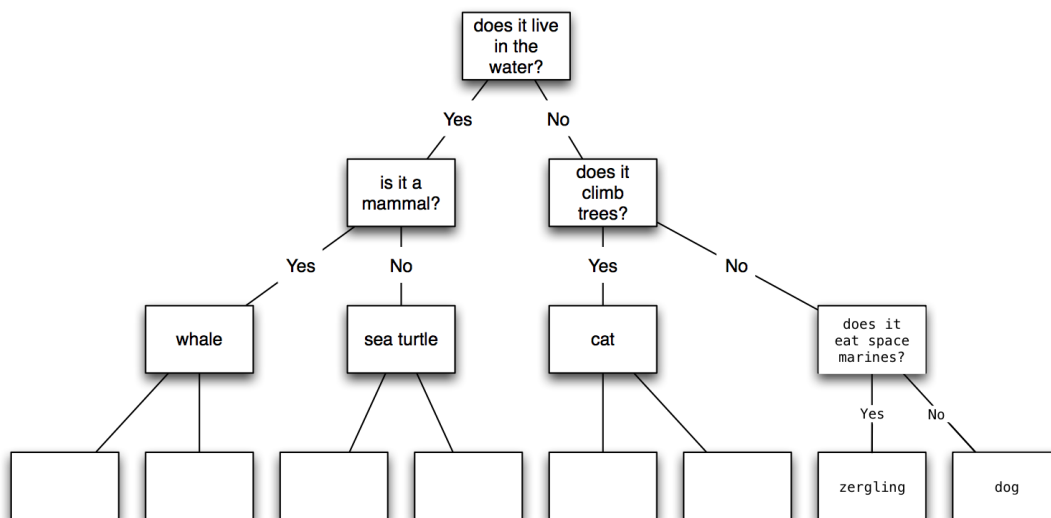 does it live
in the
water?
Yes
No
is it a
mammal?
does it
climb
trees?
Yes
No
Yes
No
whale
sea turtle
cat
does it
eat space
marines?
Yes
No
zergling
dog